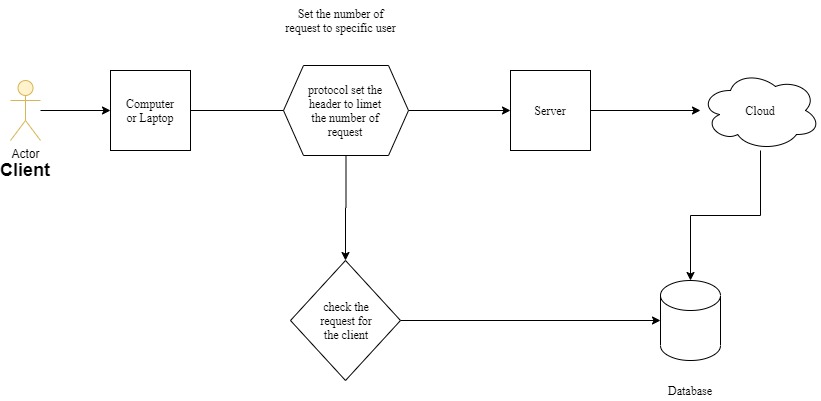 Set the number of
request to specific user
protocol set the
header to limet
the number of
request
Computer
or Laptop
Server
Cloud
Actor
Client
check the
request for
the client
Database